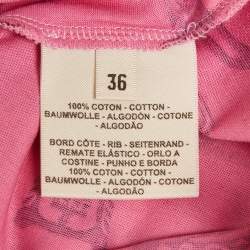 36
100% COTON - COTTON -
BAUMWOLLE - ALGODÓN - COTONE
- ALGODÃO
BORD CÔTE - RIB - SEITENRAND -
REMATE ELÁSTICO - ORLO A
COSTINE - PUNHO E BORDA
100% COTON - COTTON -
BAUMWOLLE - ALGODÓN - COTONE
- ALGODÃO